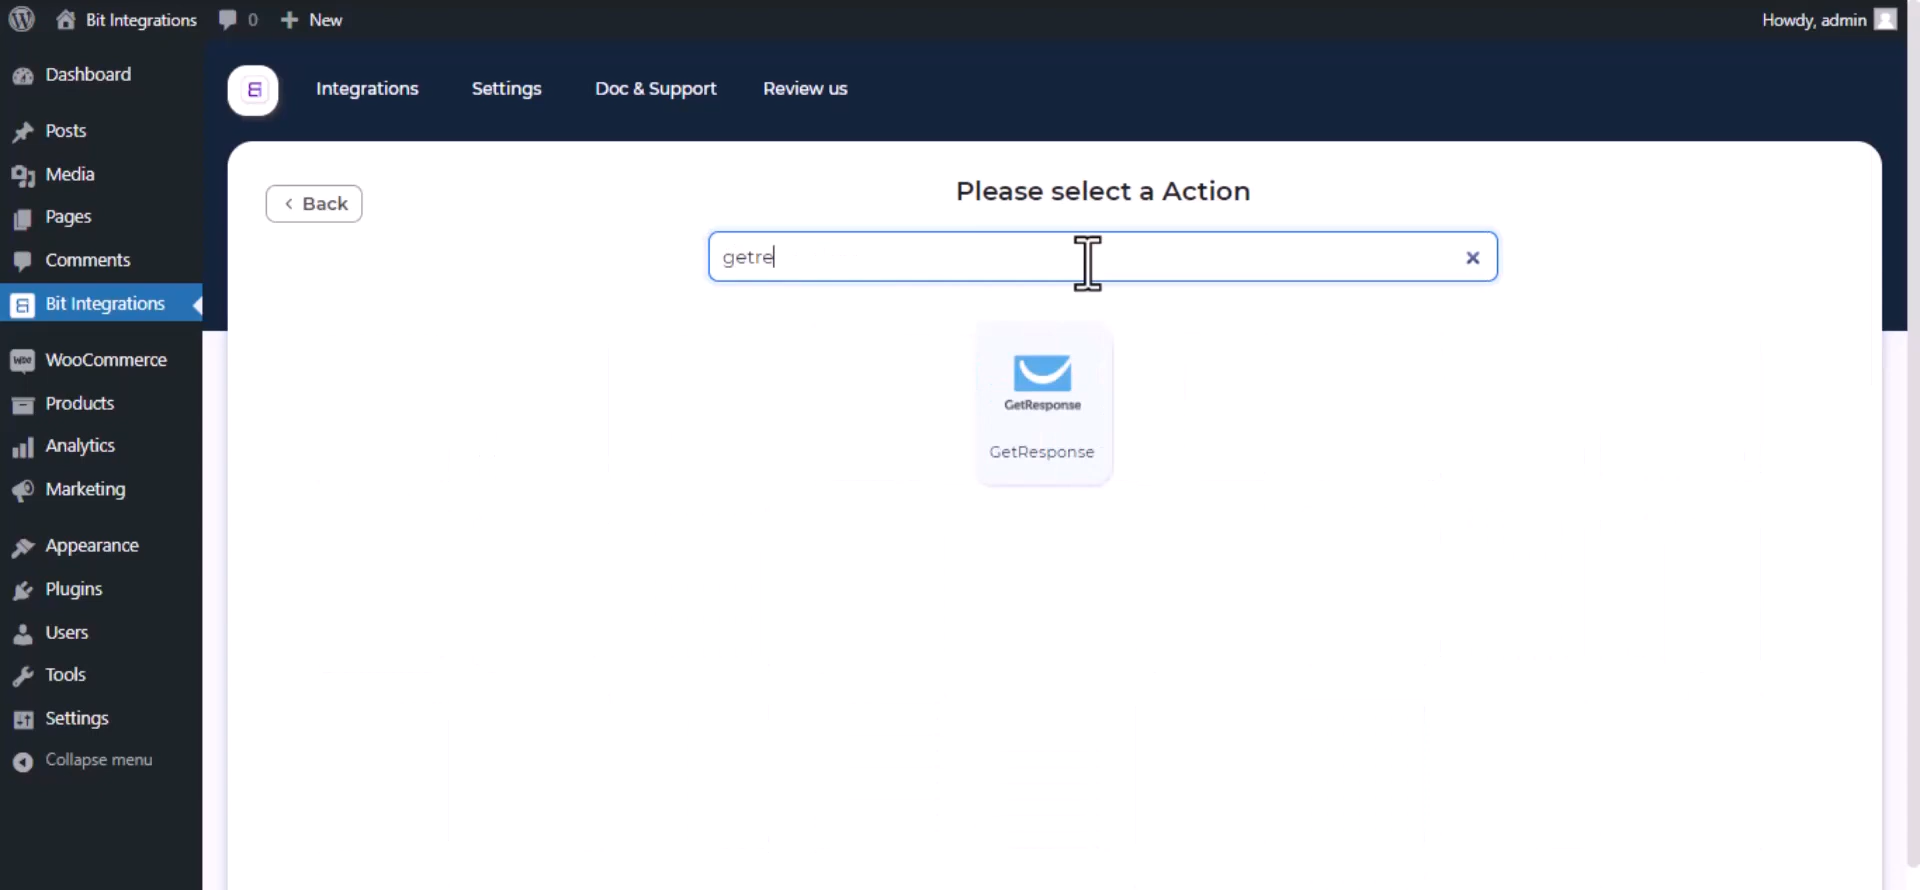 Bit Integrations
0
New
Howdy, admin
Dashboard
Posts
Media
Pages
Comments
Bit Integrations
WooCommerce
Products
Analytics
Marketing
Appearance
Plugins
Users
Tools
Settings
Collapse menu
Integrations
Settings
Doc & Support
Review us
Back
Please select a Action
getre
GetResponse
GetResponse